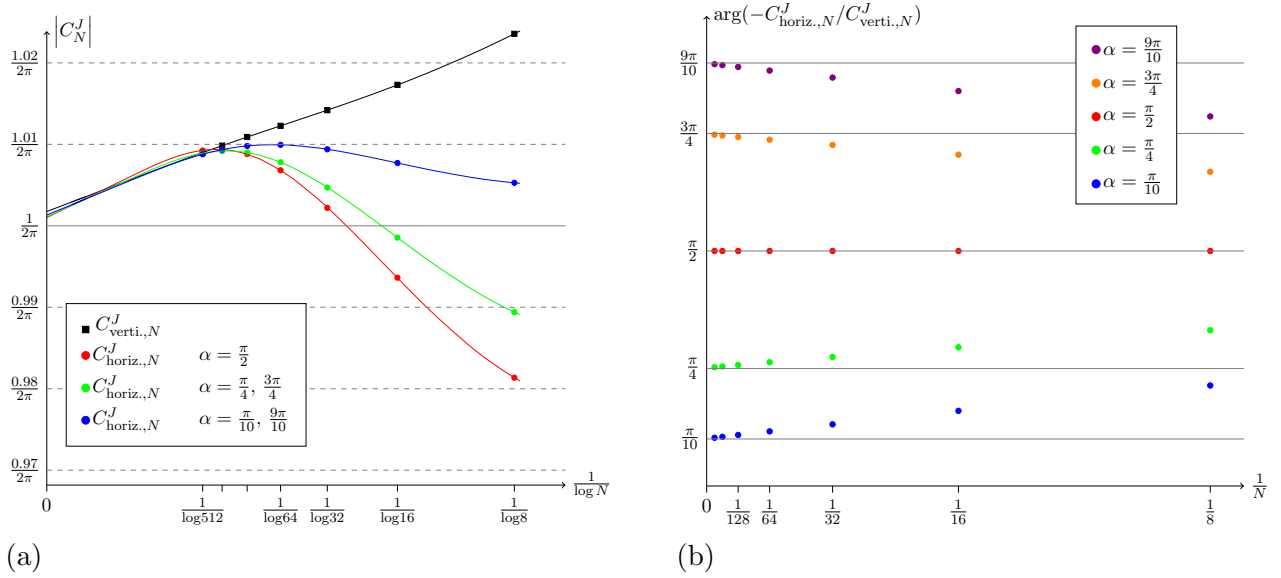 |C_N^J|
1.02/2π
1.01/2π
1/2π
0.99/2π
0.98/2π
0.97/2π
C^J_verti.,N
C^J_horiz.,N α = π/2
C^J_horiz.,N α = π/4, 3π/4
C^J_horiz.,N α = π/10, 9π/10
0 1/log512 1/log64 1/log32 1/log16 1/log8 1/log N
(a)
arg(−C^J_horiz.,N/C^J_verti.,N)
9π/10
3π/4
π/2
π/4
π/10
α = 9π/10
α = 3π/4
α = π/2
α = π/4
α = π/10
0 1/128 1/64 1/32 1/16 1/8 1/N
(b)